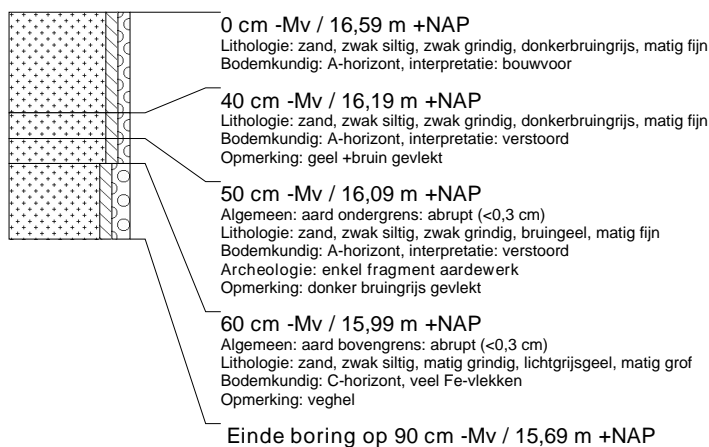 0 cm -Mv / 16,59 m +NAP
Lithologie: zand, zwak siltig, zwak grindig, donkerbruingrijs, matig fijn
Bodemkundig: A-horizont, interpretatie: bouwvoor
40 cm -Mv / 16,19 m +NAP
Lithologie: zand, zwak siltig, zwak grindig, donkerbruingrijs, matig fijn
Bodemkundig: A-horizont, interpretatie: verstoord
Opmerking: geel +bruin gevlekt
50 cm -Mv / 16,09 m +NAP
Algemeen: aard ondergrens: abrupt (<0,3 cm)
Lithologie: zand, zwak siltig, zwak grindig, bruingeel, matig fijn
Bodemkundig: A-horizont, interpretatie: verstoord
Archeologie: enkel fragment aardewerk
Opmerking: donker bruingrijs gevlekt
60 cm -Mv / 15,99 m +NAP
Algemeen: aard bovengrens: abrupt (<0,3 cm)
Lithologie: zand, zwak siltig, matig grindig, lichtgrijsgeel, matig grof
Bodemkundig: C-horizont, veel Fe-vlekken
Opmerking: veghel
Einde boring op 90 cm -Mv / 15,69 m +NAP